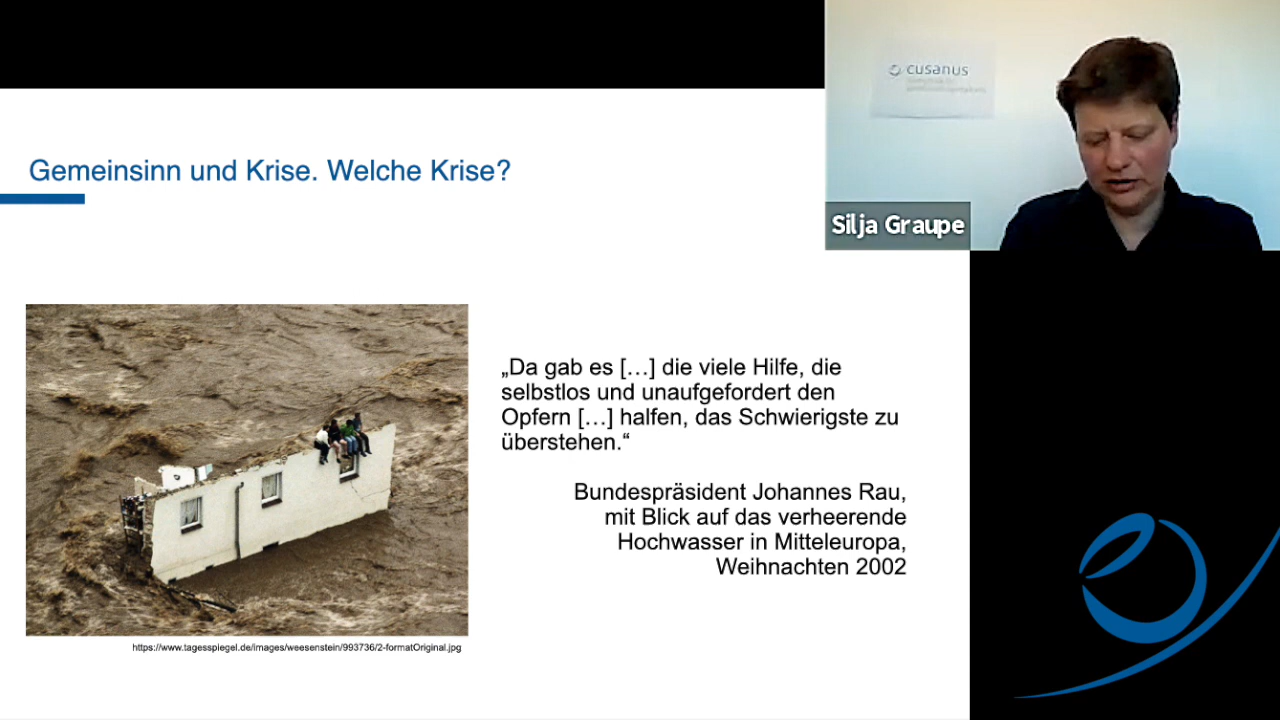 cusanus
Silja Graupe
Gemeinsinn und Krise. Welche Krise?
„Da gab es […] die viele Hilfe, die
selbstlos und unaufgefordert den
Opfern […] halfen, das Schwierigste zu
überstehen.“
Bundespräsident Johannes Rau,
mit Blick auf das verheerende
Hochwasser in Mitteleuropa,
Weihnachten 2002
https://www.tagesspiegel.de/images/weesenstein/993736/2-formatOriginal.jpg